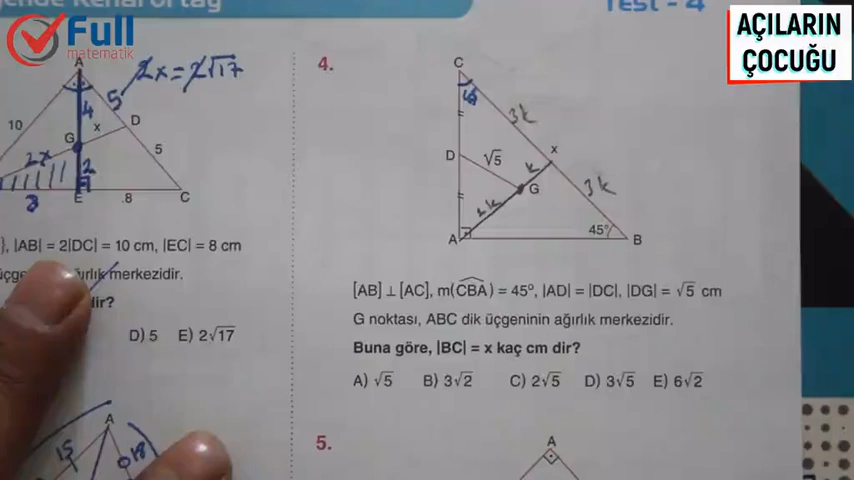 TEST - 4
Full
matematik
AÇILARIN
ÇOCUĞU
2x = 2√17
A
5
4
10
G
x
D
2x
2
5
8
E
.8
C
|AB| = 2|DC| = 10 cm, |EC| = 8 cm
merkezidir.
D) 5 E) 2√17
A
15
18
4.
C
45
3k
D
√5
k
x
G
3k
2k
A
45°
B
[AB] ⊥ [AC], m(CBA) = 45°, |AD| = |DC|, |DG| = √5 cm
G noktası, ABC dik üçgeninin ağırlık merkezidir.
Buna göre, |BC| = x kaç cm dir?
A) √5 B) 3√2 C) 2√5 D) 3√5 E) 6√2
5.
A